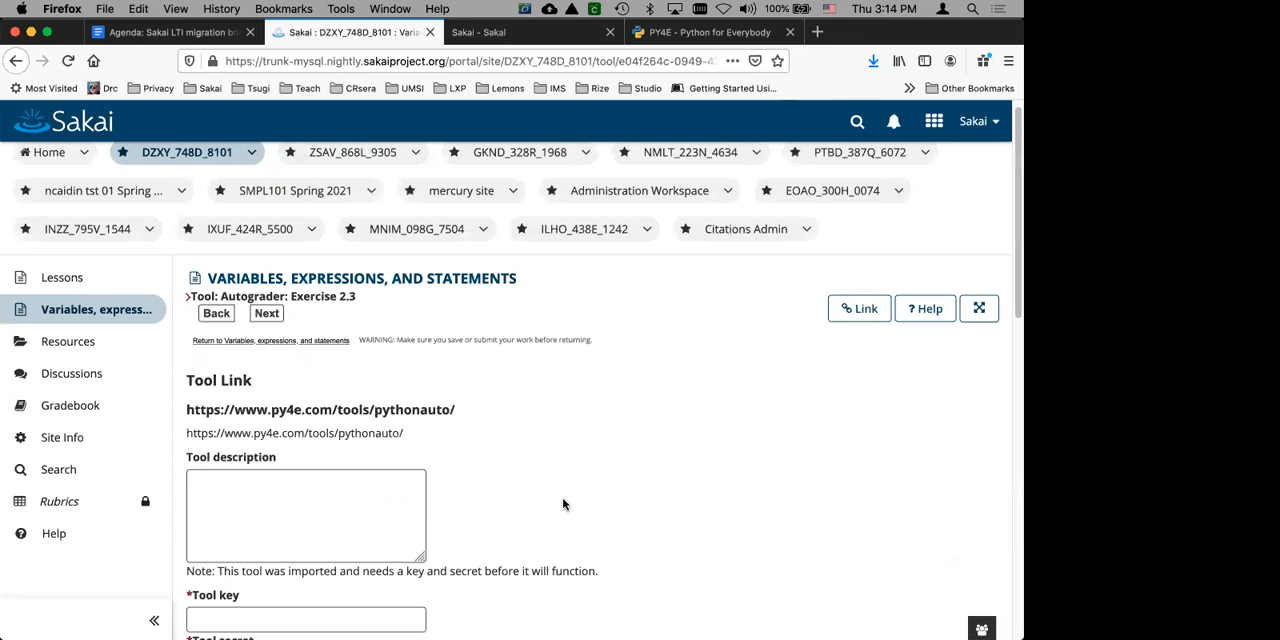 Firefox File Edit View History Bookmarks Tools Window Help 100% Thu 3:14 PM
Agenda: Sakai LTI migration bri
Sakai : DZXY_748D_8101 : Varia
Sakai - Sakai
PY4E - Python for Everybody
https://trunk-mysql.nightly.sakaiproject.org/portal/site/DZXY_748D_8101/tool/e04f264c-0949-4
Most Visited Drc Privacy Sakai Tsugi Teach CRsera UMSI LXP Lemons IMS Rize Studio Getting Started Usi... Other Bookmarks
Sakai
Sakai
Home DZXY_748D_8101 ZSAV_868L_9305 GKND_328R_1968 NMLT_223N_4634 PTBD_387Q_6072
ncaidin tst 01 Spring ... SMPL101 Spring 2021 mercury site Administration Workspace EOAO_300H_0074
INZZ_795V_1544 IXUF_424R_5500 MNIM_098G_7504 ILHO_438E_1242 Citations Admin
Lessons
Variables, express...
Resources
Discussions
Gradebook
Site Info
Search
Rubrics
Help
VARIABLES, EXPRESSIONS, AND STATEMENTS
Tool: Autograder: Exercise 2.3
Back Next
Link ? Help
Return to Variables, expressions, and statements WARNING: Make sure you save or submit your work before returning.
Tool Link
https://www.py4e.com/tools/pythonauto/
https://www.py4e.com/tools/pythonauto/
Tool description
Note: This tool was imported and needs a key and secret before it will function.
*Tool key
*Tool secret